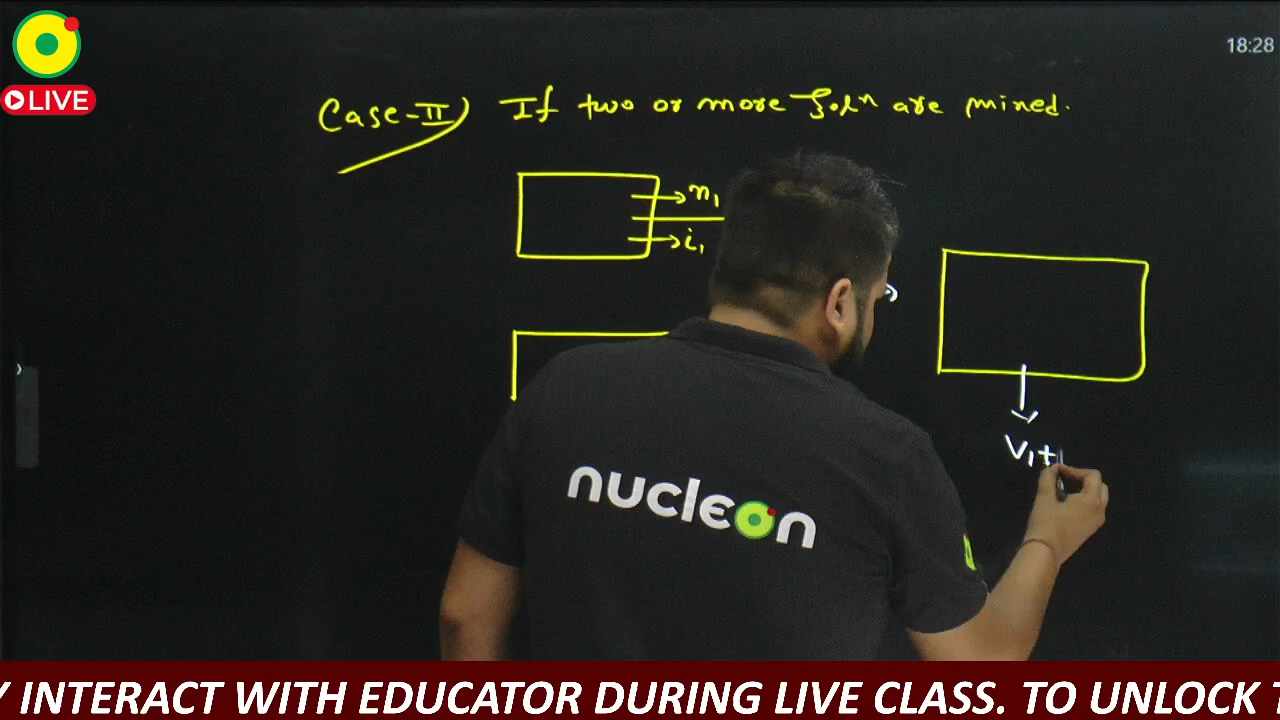 18:28
LIVE
Case-II) If two or more Solⁿ are mixed.
n₁
i₁
V₁+
nucleon
Y INTERACT WITH EDUCATOR DURING LIVE CLASS. TO UNLOCK T